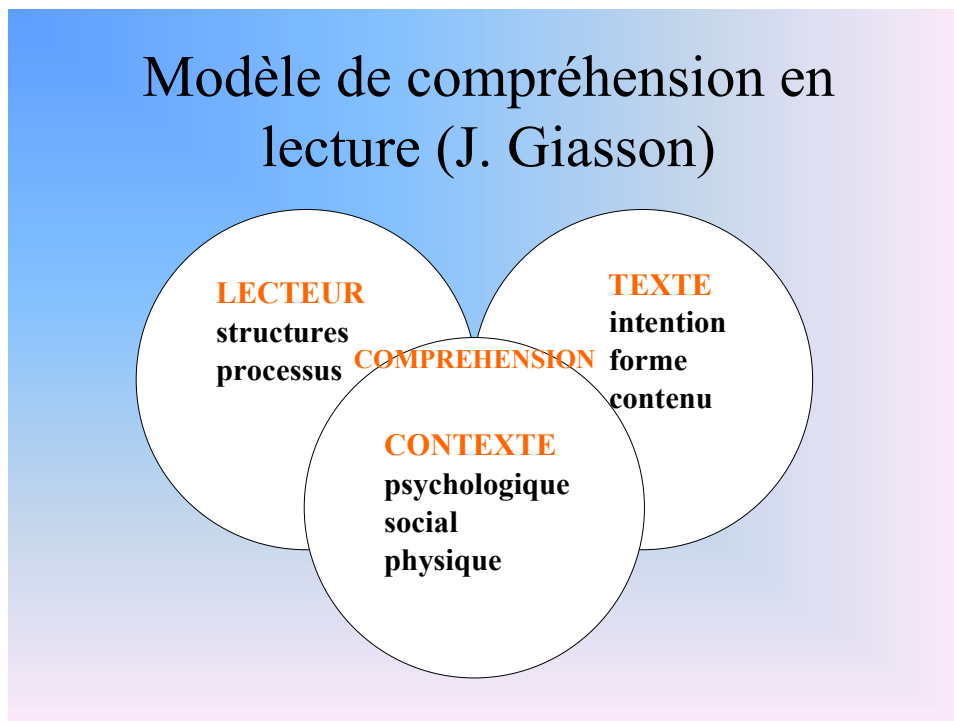 Modèle de compréhension en
lecture (J. Giasson)
LECTEUR
structures
processus
TEXTE
intention
forme
contenu
COMPREHENSION
CONTEXTE
psychologique
social
physique